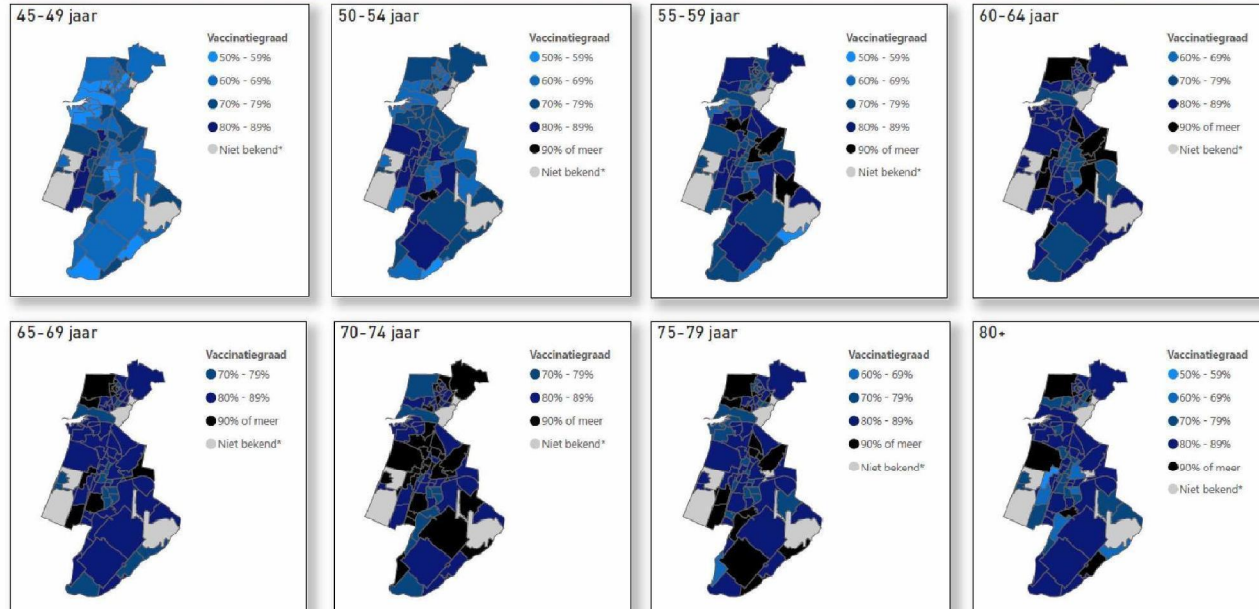 45-49 jaar
Vaccinatiegraad
50% - 59%
60% - 69%
70% - 79%
80% - 89%
Niet bekend*
50-54 jaar
Vaccinatiegraad
50% - 59%
60% - 69%
70% - 79%
80% - 89%
90% of meer
Niet bekend*
55-59 jaar
Vaccinatiegraad
50% - 59%
60% - 69%
70% - 79%
80% - 89%
90% of meer
Niet bekend*
60-64 jaar
Vaccinatiegraad
60% - 69%
70% - 79%
80% - 89%
90% of meer
Niet bekend*
65-69 jaar
Vaccinatiegraad
70% - 79%
80% - 89%
90% of meer
Niet bekend*
70-74 jaar
Vaccinatiegraad
70% - 79%
80% - 89%
90% of meer
Niet bekend*
75-79 jaar
Vaccinatiegraad
60% - 69%
70% - 79%
80% - 89%
90% of meer
Niet bekend*
80+
Vaccinatiegraad
50% - 59%
60% - 69%
70% - 79%
80% - 89%
90% of meer
Niet bekend*